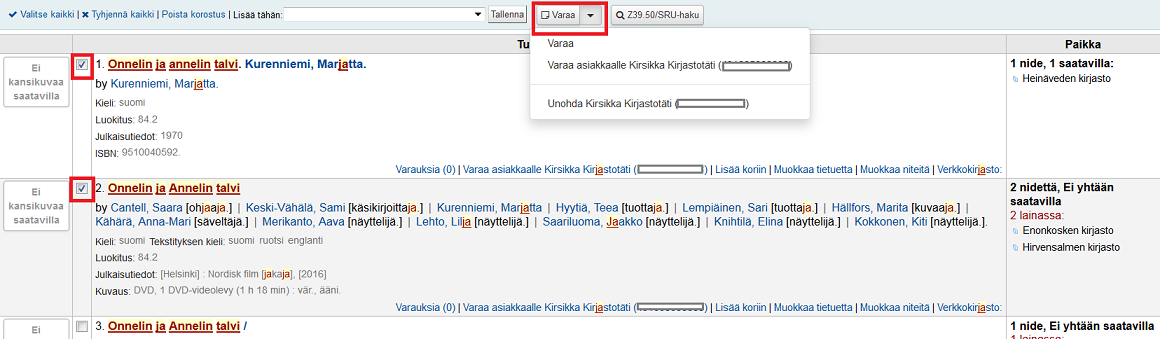 Valitse kaikki | Tyhjennä kaikki | Poista korostus | Lisää tähän: Tallenna Varaa Z39.50/SRU-haku
Varaa
Varaa asiakkaalle Kirsikka Kirjastotäti ( )
Unohda Kirsikka Kirjastotäti ( )
Tu
Paikka
Ei kansikuvaa saatavilla
1. Onnelin ja annelin talvi. Kurenniemi, Marjatta.
by Kurenniemi, Marjatta.
Kieli: suomi
Luokitus: 84.2
Julkaisutiedot: 1970
ISBN: 9510040592.
Varauksia (0) | Varaa asiakkaalle Kirsikka Kirjastotäti ( ) | Lisää koriin | Muokkaa tietuetta | Muokkaa niteitä | Verkkokirjasto:
1 nide, 1 saatavilla:
Heinäveden kirjasto
Ei kansikuvaa saatavilla
2. Onnelin ja Annelin talvi
by Cantell, Saara [ohjaaja.] | Keski-Vähälä, Sami [käsikirjoittaja.] | Kurenniemi, Marjatta | Hyytiä, Teea [tuottaja.] | Lempiäinen, Sari [tuottaja.] | Hällfors, Marita [kuvaaja.] |
Kähärä, Anna-Mari [säveltäjä.] | Merikanto, Aava [näyttelijä.] | Lehto, Lilja [näyttelijä.] | Saariluoma, Jaakko [näyttelijä.] | Knihtilä, Elina [näyttelijä.] | Kokkonen, Kiti [näyttelijä.].
Kieli: suomi Tekstityksen kieli: suomi ruotsi englanti
Luokitus: 84.2
Julkaisutiedot: [Helsinki] : Nordisk film [jakaja], [2016]
Kuvaus: DVD, 1 DVD-videolevy (1 h 18 min) : vär., ääni.
Varauksia (0) | Varaa asiakkaalle Kirsikka Kirjastotäti ( ) | Lisää koriin | Muokkaa tietuetta | Muokkaa niteitä | Verkkokirjasto:
2 nidettä, Ei yhtään
saatavilla
2 lainassa:
Enonkosken kirjasto
Hirvensalmen kirjasto
Ei
3. Onnelin ja Annelin talvi /
1 nide, Ei yhtään saatavilla
1 lainassa: